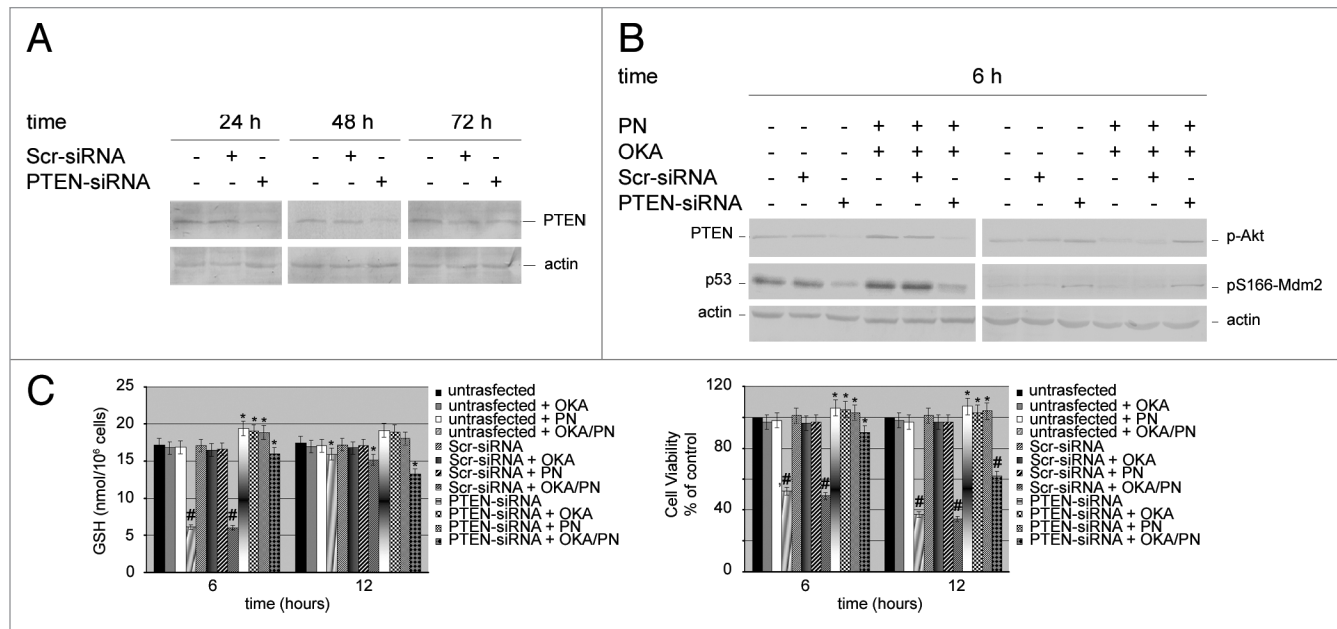 A
time 24 h 48 h 72 h
Scr-siRNA - + - - + - - + -
PTEN-siRNA - - + - - + - - +
PTEN
actin
B
time 6 h
PN - - - + + + - - - + + +
OKA - - - + + + - - - + + +
Scr-siRNA - + - - + - - + - - + -
PTEN-siRNA - - + - - + - - + - - +
PTEN p-Akt
p53 pS166-Mdm2
actin actin
C
GSH (nmol/10⁶ cells)
25
20
15
10
5
0
* * * * * * *
# #
6 12
time (hours)
untrasfected
untrasfected + OKA
untrasfected + PN
untrasfected + OKA/PN
Scr-siRNA
Scr-siRNA + OKA
Scr-siRNA + PN
Scr-siRNA + OKA/PN
PTEN-siRNA
PTEN-siRNA + OKA
PTEN-siRNA + PN
PTEN-siRNA + OKA/PN
Cell Viability
% of control
120
100
80
60
40
20
0
* * * * * * *
# # # # #
6 12
time (hours)
untrasfected
untrasfected + OKA
untrasfected + PN
untrasfected + OKA/PN
Scr-siRNA
Scr-siRNA + OKA
Scr-siRNA + PN
Scr-siRNA + OKA/PN
PTEN-siRNA
PTEN-siRNA + OKA
PTEN-siRNA + PN
PTEN-siRNA + OKA/PN